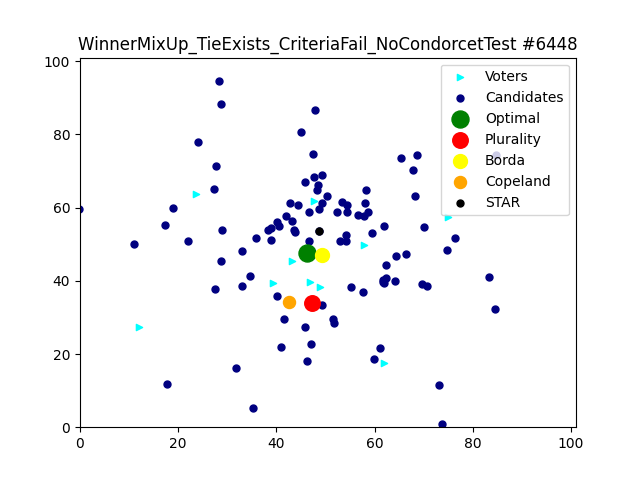 WinnerMixUp_TieExists_CriteriaFail_NoCondorcetTest #6448
100
80
60
40
20
0
0
20
40
60
80
100
Voters
Candidates
Optimal
Plurality
Borda
Copeland
STAR